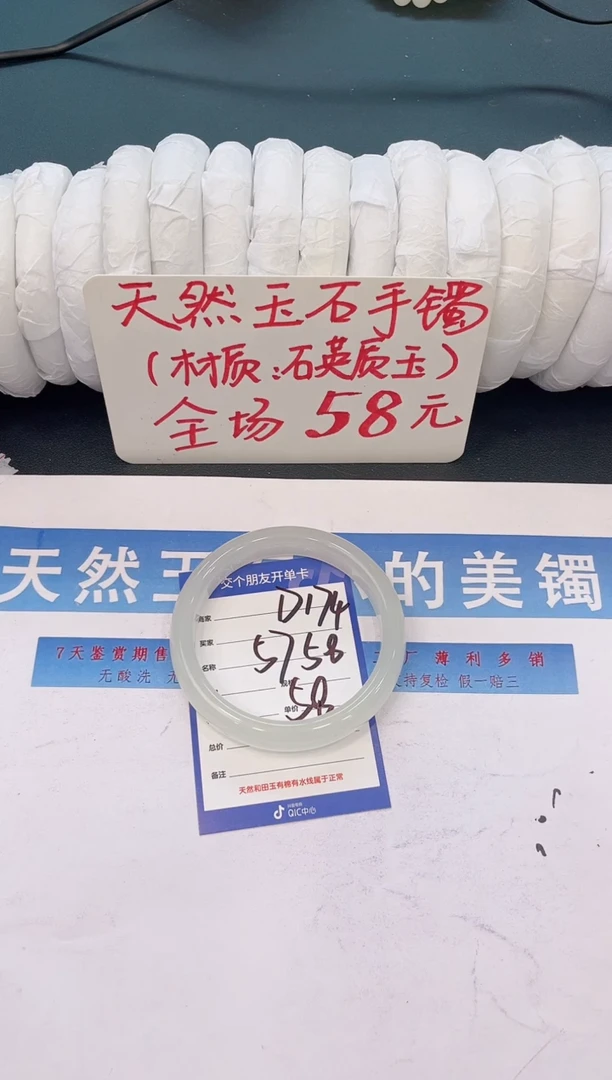 天然玉石手镯
(材质:石英质玉)
全场 58元
天然玉 的美镯
7天鉴赏期售 厂薄利多销
无酸洗 持复检 假一赔三
交个朋友开单卡
商家 D174
买家
名称 5758
单价 58
总价
备注
天然和田玉有棉有水线属于正常
QIC中心